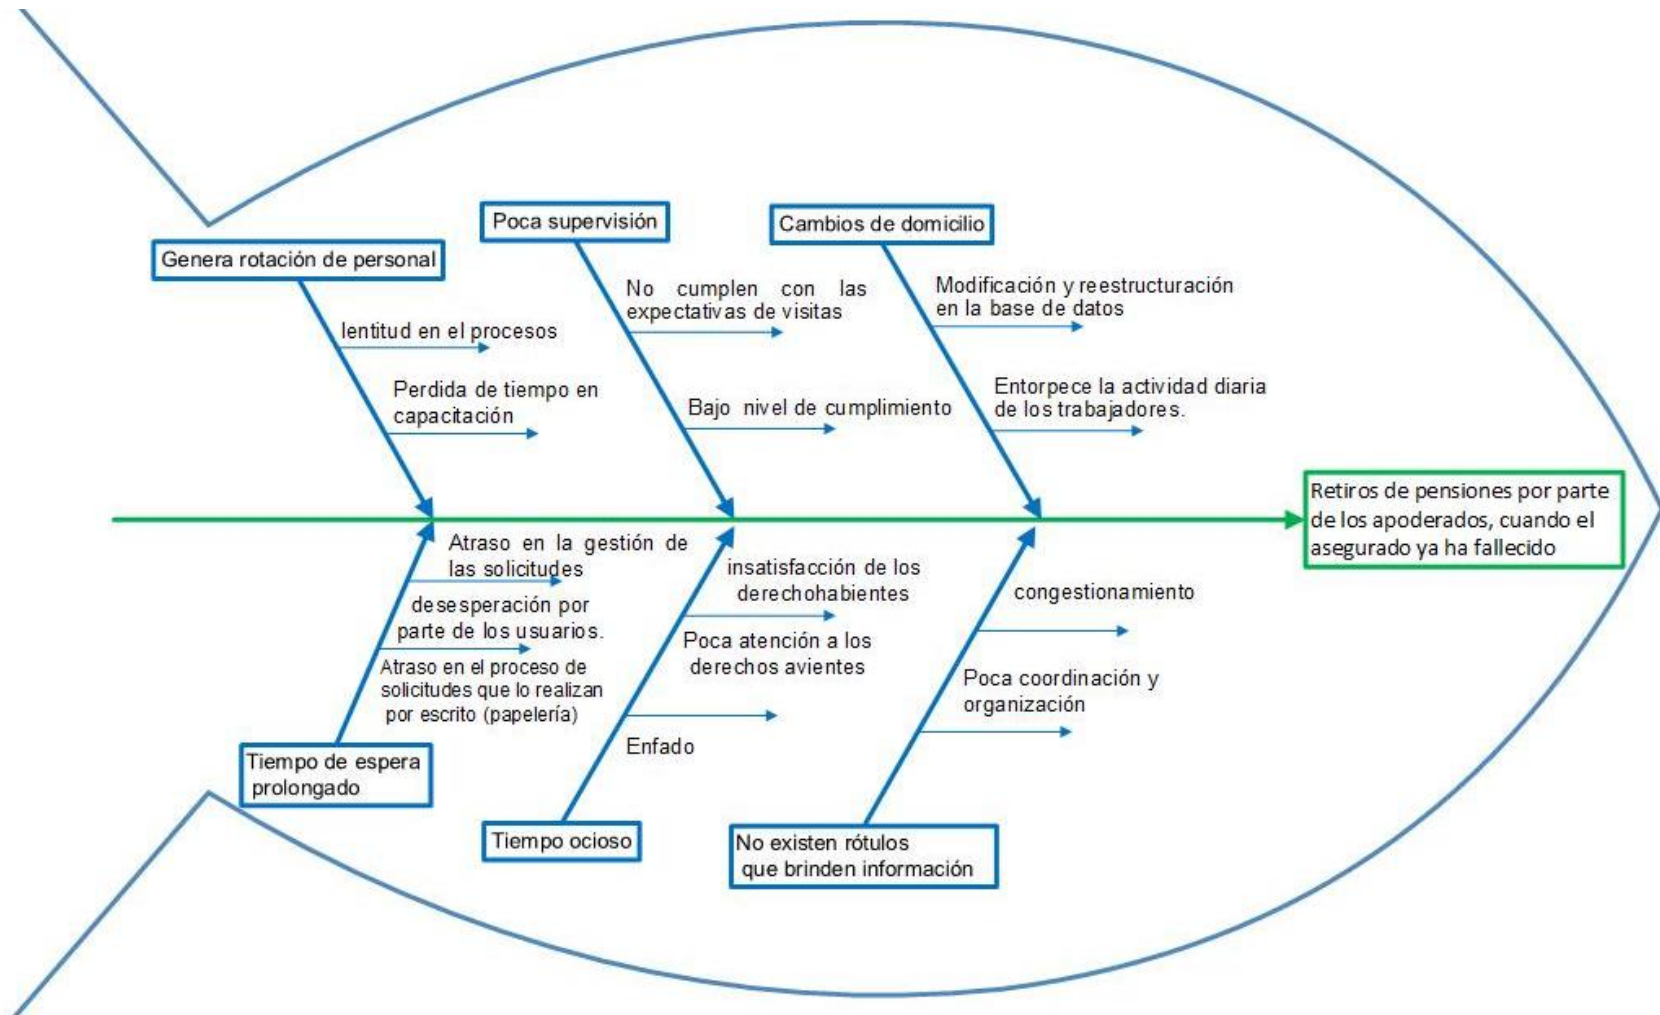 Genera rotación de personal
lentitud en el procesos
Perdida de tiempo en
capacitación
Poca supervisión
No cumplen con las
expectativas de visitas
Bajo nivel de cumplimiento
Cambios de domicilio
Modificación y reestructuración
en la base de datos
Entorpece la actividad diaria
de los trabajadores.
Retiros de pensiones por parte
de los apoderados, cuando el
asegurado ya ha fallecido
Atraso en la gestión de
las solicitudes
desesperación por
parte de los usuarios.
Atraso en el proceso de
solicitudes que lo realizan
por escrito (papelería)
Tiempo de espera
prolongado
insatisfacción de los
derechohabientes
Poca atención a los
derechos avientes
Enfado
Tiempo ocioso
congestionamiento
Poca coordinación y
organización
No existen rótulos
que brinden información